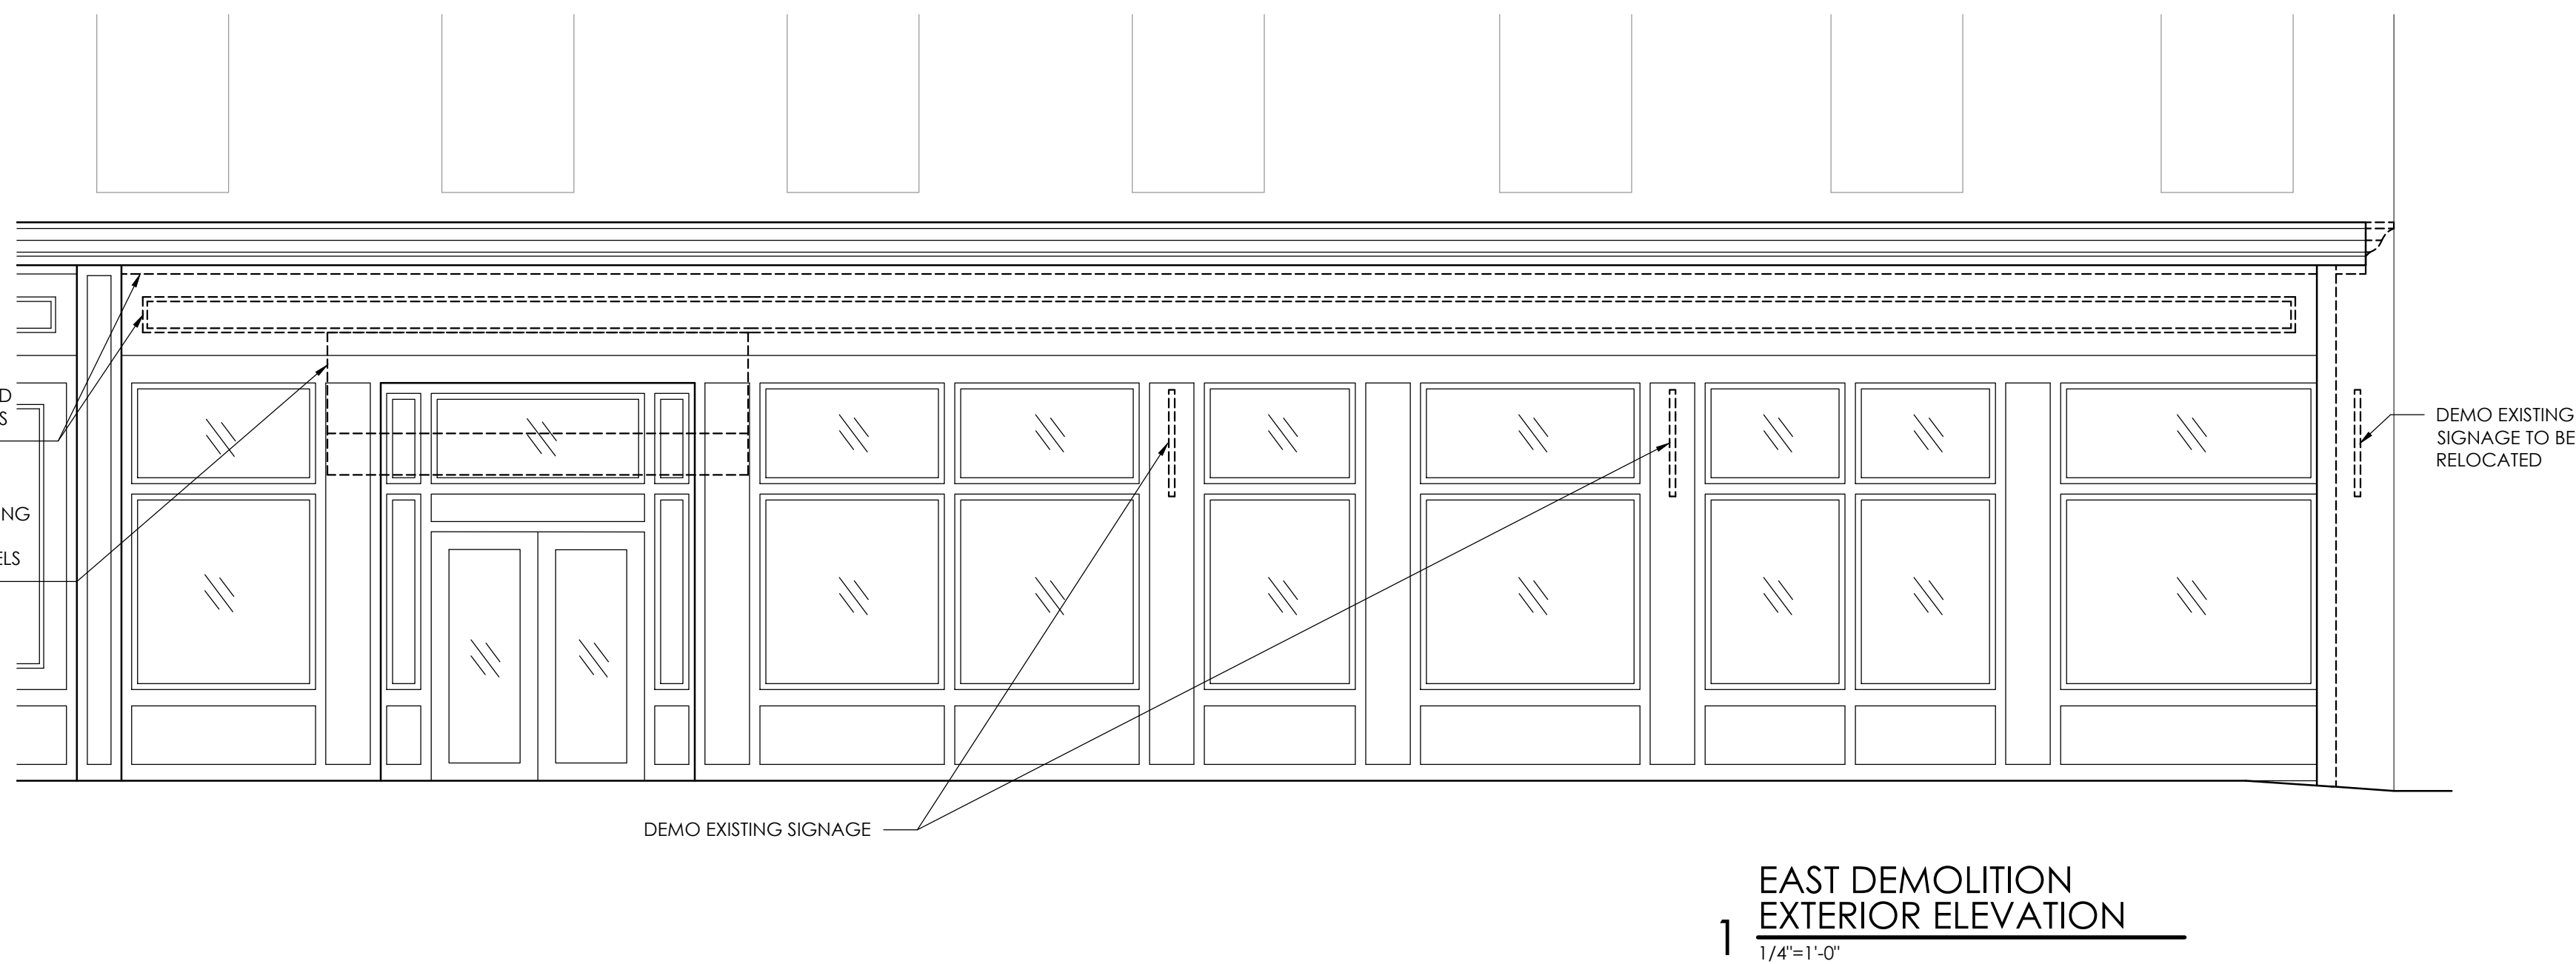 DEMO EXISTING
SIGNAGE TO BE
RELOCATED
DEMO EXISTING SIGNAGE
EAST DEMOLITION
EXTERIOR ELEVATION
1
1/4"=1'-0"